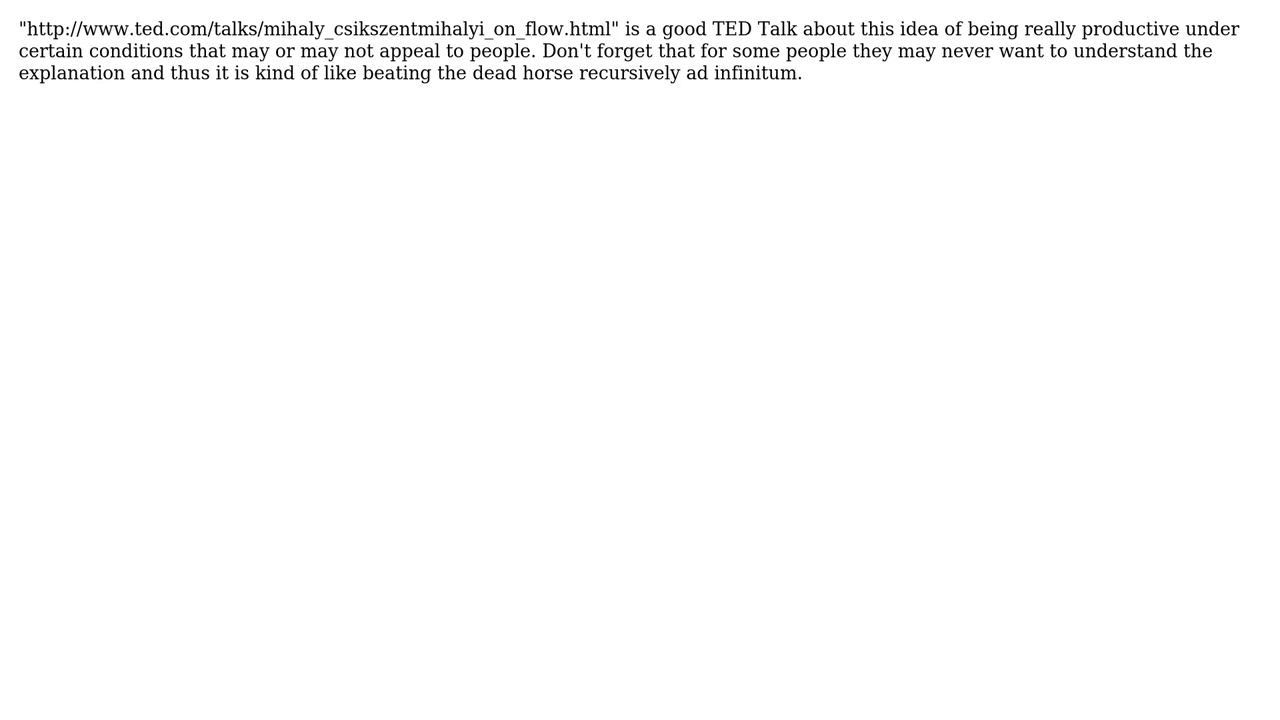 "http://www.ted.com/talks/mihaly_csikszentmihalyi_on_flow.html" is a good TED Talk about this idea of being really productive under
certain conditions that may or may not appeal to people. Don't forget that for some people they may never want to understand the
explanation and thus it is kind of like beating the dead horse recursively ad infinitum.